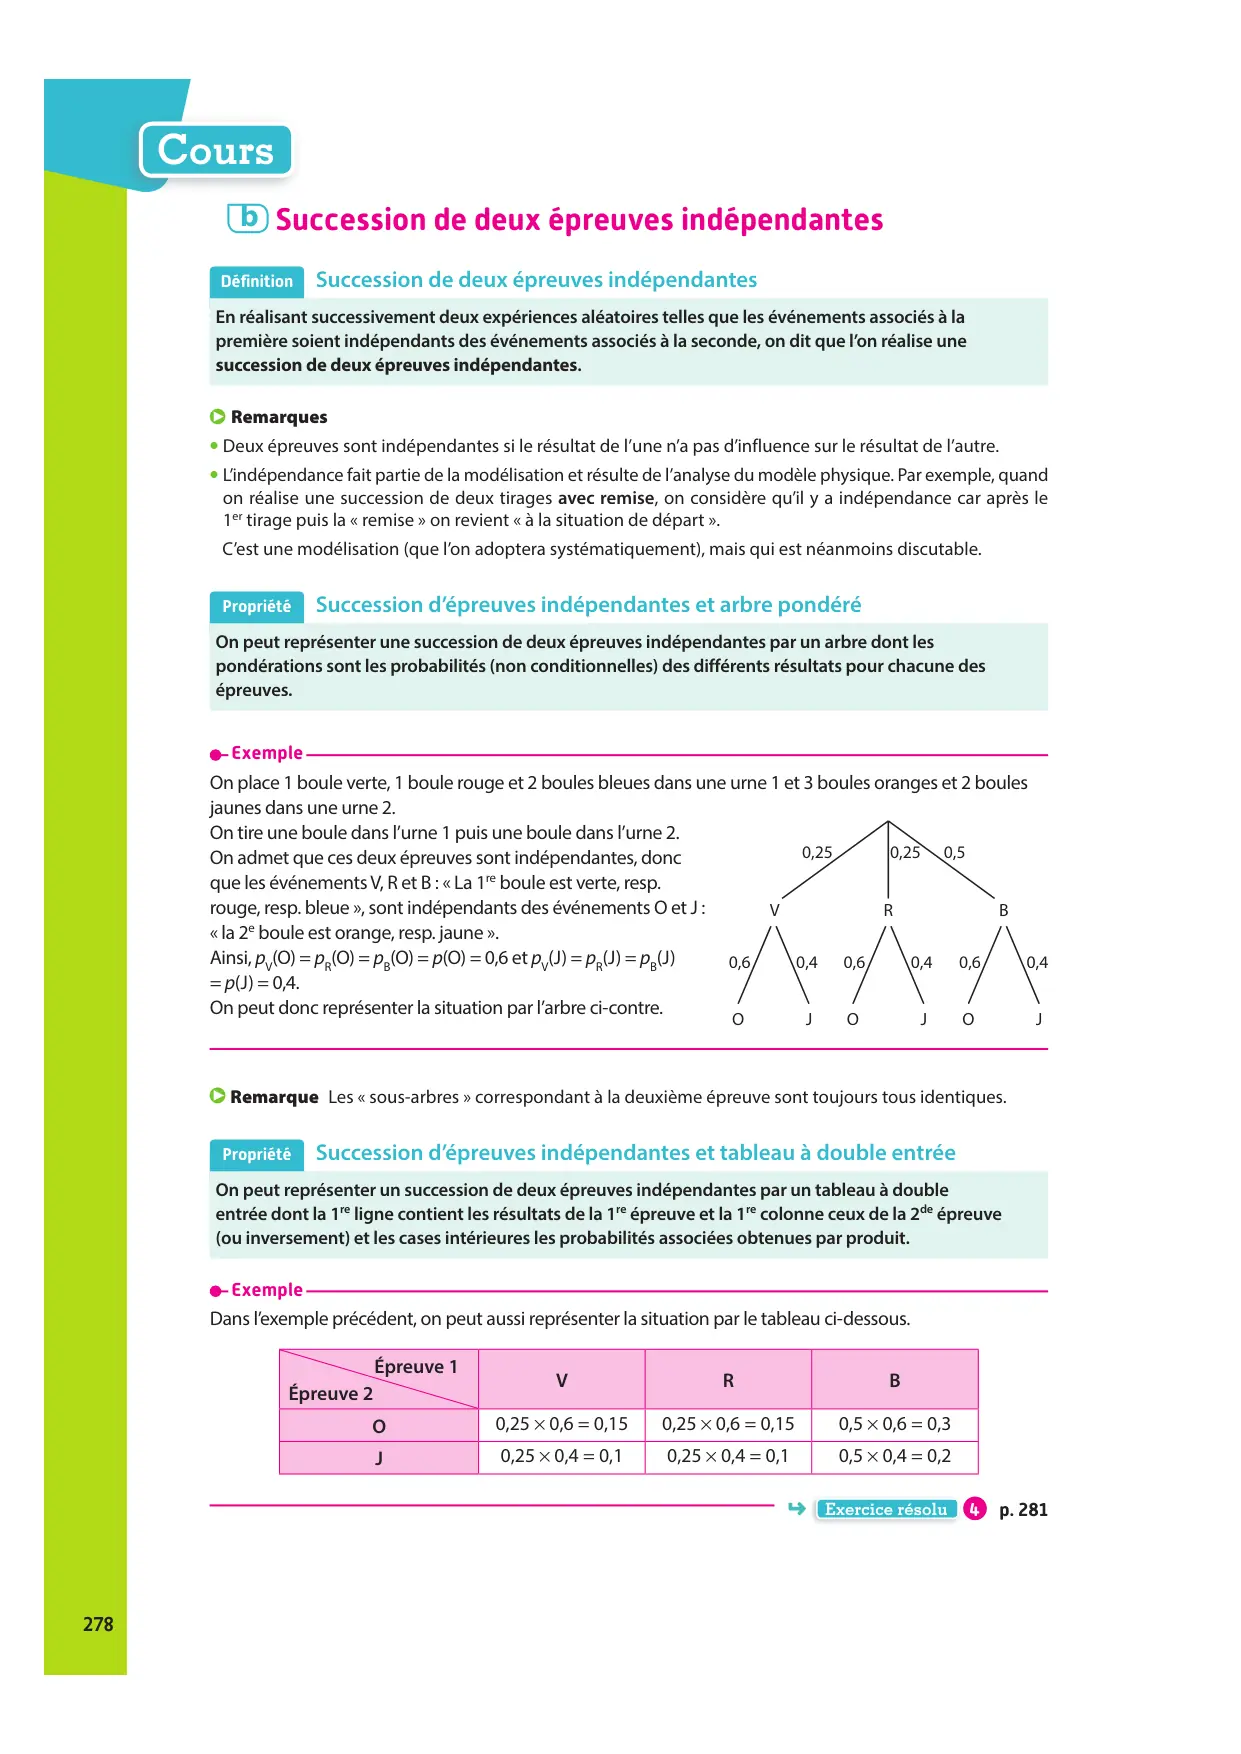 Cours
b Succession de deux épreuves indépendantes
Définition Succession de deux épreuves indépendantes
En réalisant successivement deux expériences aléatoires telles que les événements associés à la
première soient indépendants des événements associés à la seconde, on dit que l'on réalise une
succession de deux épreuves indépendantes.
Remarques
• Deux épreuves sont indépendantes si le résultat de l'une n'a pas d'influence sur le résultat de l'autre.
• L'indépendance fait partie de la modélisation et résulte de l'analyse du modèle physique. Par exemple, quand
on réalise une succession de deux tirages avec remise, on considère qu'il y a indépendance car après le
1er tirage puis la « remise » on revient « à la situation de départ ».
C'est une modélisation (que l'on adoptera systématiquement), mais qui est néanmoins discutable.
Propriété Succession d'épreuves indépendantes et arbre pondéré
On peut représenter une succession de deux épreuves indépendantes par un arbre dont les
pondérations sont les probabilités (non conditionnelles) des différents résultats pour chacune des
épreuves.
Exemple
On place 1 boule verte, 1 boule rouge et 2 boules bleues dans une urne 1 et 3 boules oranges et 2 boules
jaunes dans une urne 2.
On tire une boule dans l'urne 1 puis une boule dans l'urne 2.
On admet que ces deux épreuves sont indépendantes, donc
que les événements V, R et B : « La 1re boule est verte, resp.
rouge, resp. bleue », sont indépendants des événements O et J :
« la 2e boule est orange, resp. jaune ».
Ainsi, pV(O) = pR(O) = pB(O) = p(O) = 0,6 et pV(J) = pR(J) = pB(J)
= p(J) = 0,4.
On peut donc représenter la situation par l'arbre ci-contre.
0,25 0,25 0,5
V R B
0,6 0,4 0,6 0,4 0,6 0,4
O J O J O J
Remarque Les « sous-arbres » correspondant à la deuxième épreuve sont toujours tous identiques.
Propriété Succession d'épreuves indépendantes et tableau à double entrée
On peut représenter un succession de deux épreuves indépendantes par un tableau à double
entrée dont la 1re ligne contient les résultats de la 1re épreuve et la 1re colonne ceux de la 2de épreuve
(ou inversement) et les cases intérieures les probabilités associées obtenues par produit.
Exemple
Dans l'exemple précédent, on peut aussi représenter la situation par le tableau ci-dessous.
Épreuve 1
Épreuve 2
V R B
O 0,25 × 0,6 = 0,15 0,25 × 0,6 = 0,15 0,5 × 0,6 = 0,3
J 0,25 × 0,4 = 0,1 0,25 × 0,4 = 0,1 0,5 × 0,4 = 0,2
Exercice résolu 4 p. 281
278